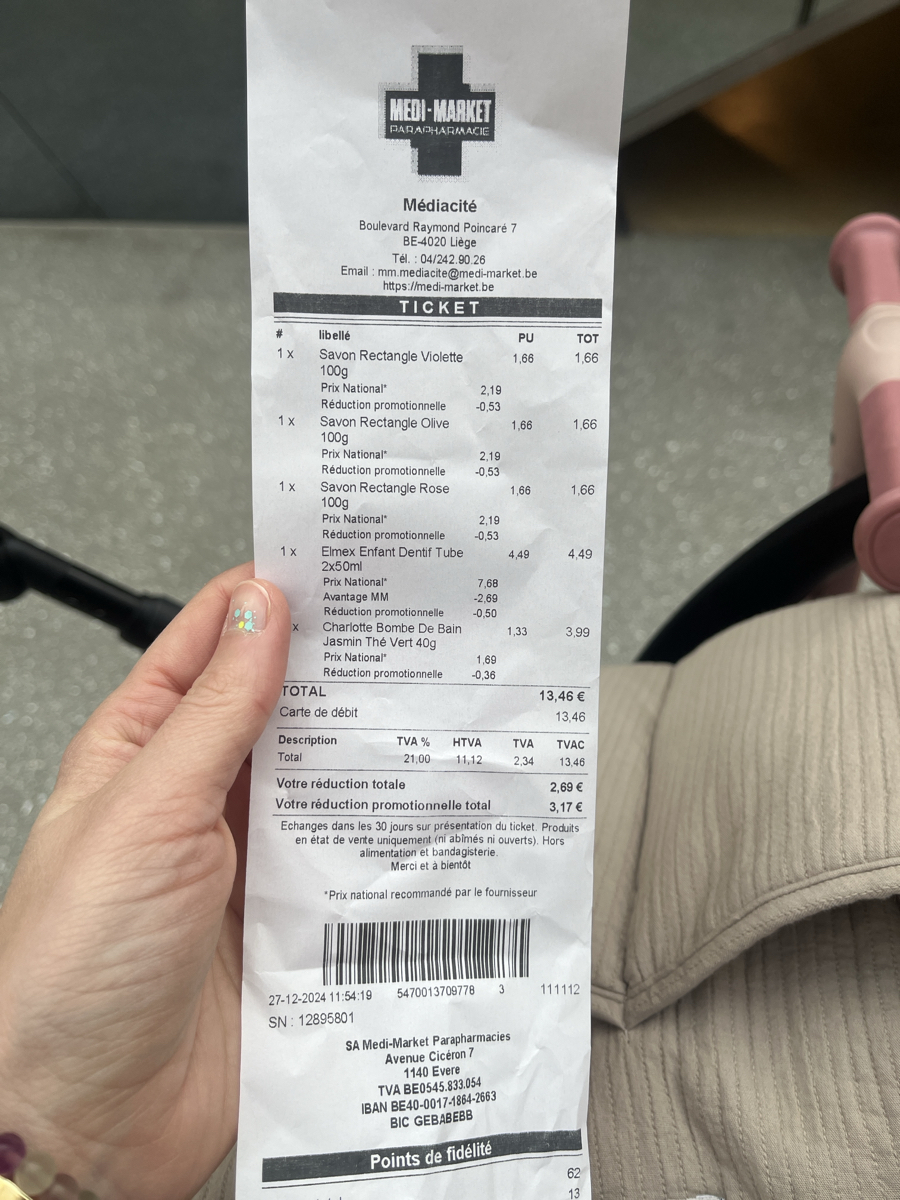 MEDI-MARKET
PARAPHARMACIE
Médiacité
Boulevard Raymond Poincaré 7
BE-4020 Liège
Tél. : 04/242.90.26
Email : mm.mediacite@medi-market.be
https://medi-market.be
TICKET
# libellé PU TOT
1 x Savon Rectangle Violette 1,66 1,66
100g
Prix National* 2,19
Réduction promotionnelle -0,53
1 x Savon Rectangle Olive 1,66 1,66
100g
Prix National* 2,19
Réduction promotionnelle -0,53
1 x Savon Rectangle Rose 1,66 1,66
100g
Prix National* 2,19
Réduction promotionnelle -0,53
1 x Elmex Enfant Dentif Tube 4,49 4,49
2x50ml
Prix National* 7,68
Avantage MM -2,69
Réduction promotionnelle -0,50
x Charlotte Bombe De Bain 1,33 3,99
Jasmin Thé Vert 40g
Prix National* 1,69
Réduction promotionnelle -0,36
TOTAL 13,46 €
Carte de débit 13,46
Description TVA % HTVA TVA TVAC
Total 21,00 11,12 2,34 13,46
Votre réduction totale 2,69 €
Votre réduction promotionnelle total 3,17 €
Echanges dans les 30 jours sur présentation du ticket. Produits
en état de vente uniquement (ni abîmés ni ouverts). Hors
alimentation et bandagisterie.
Merci et à bientôt
*Prix national recommandé par le fournisseur
27-12-2024 11:54:19 5470013709778 3 111112
SN : 12895801
SA Medi-Market Parapharmacies
Avenue Cicéron 7
1140 Evere
TVA BE0545.833.054
IBAN BE40-0017-1864-2663
BIC GEBABEBB
Points de fidélité
62
13